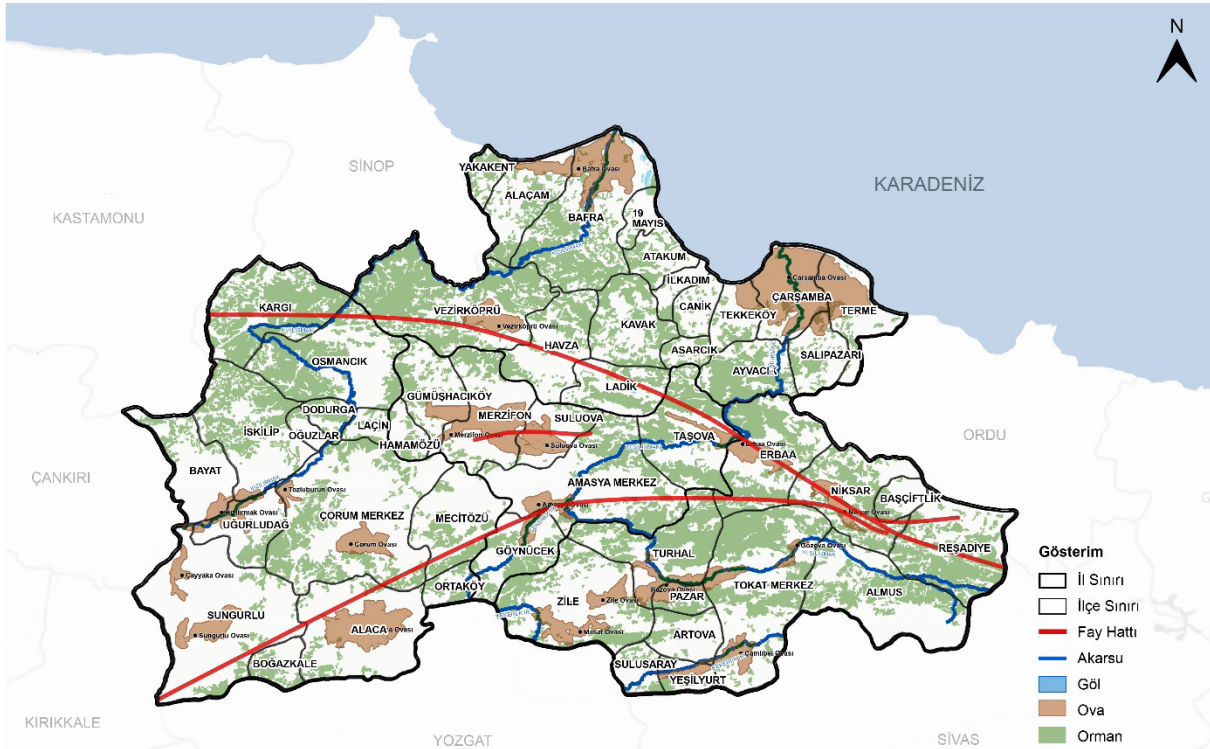 N
KARADENİZ
SİNOP
KASTAMONU
ÇANKIRI
KIRIKKALE
YOZGAT
SİVAS
ORDU
YAKAKENT
ALAÇAM
Bafra Ovası
BAFRA
19
MAYIS
ATAKUM
İLKADIM
CANİK
TEKKEKÖY
Çarşamba Ovası
ÇARŞAMBA
TERME
SALIPAZARI
AYVACI
ASARCIK
KAVAK
KARGI
VEZİRKÖPRÜ
Vezirköprü Ovası
HAVZA
LADİK
OSMANCIK
GÜMÜŞHACIKÖY
MERZİFON
Merzifon Ovası
SULUOVA
Suluova Ovası
HAMAMÖZÜ
DODURGA
LAÇİN
OĞUZLAR
İSKİLİP
BAYAT
KIZILIRMAK
Tozluburun Ovası
Kızılırmak Ovası
UĞURLUDAĞ
ÇORUM MERKEZ
Çorum Ovası
MECİTÖZÜ
TAŞOVA
Erbaa Ovası
ERBAA
AMASYA MERKEZ
NİKSAR
Niksar Ovası
BAŞÇİFTLİK
REŞADİYE
GÖYNÜCEK
ORTAKÖY
TURHAL
Kazova Ovası
PAZAR
Gözova Ovası
YEŞİLIRMAK
TOKAT MERKEZ
ALMUS
Çayyaka Ovası
SUNGURLU
Sungurlu Ovası
ALACA
BOĞAZKALE
ZİLE
Zile Ovası
Maşat Ovası
ARTOVA
SULUSARAY
YEŞİLYURT
Çamlıbel Ovası
Gösterim
İl Sınırı
İlçe Sınırı
Fay Hattı
Akarsu
Göl
Ova
Orman